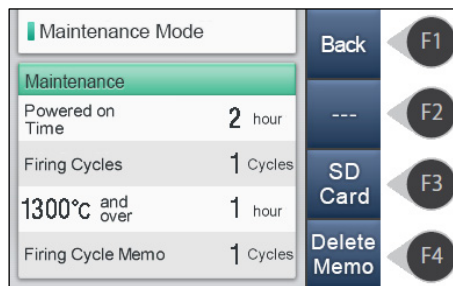 Maintenance Mode
Maintenance
Powered on
Time
2 hour
Firing Cycles
1 Cycles
1300°c and
over
1 hour
Firing Cycle Memo
1 Cycles
Back
F1
---
F2
SD
Card
F3
Delete
Memo
F4